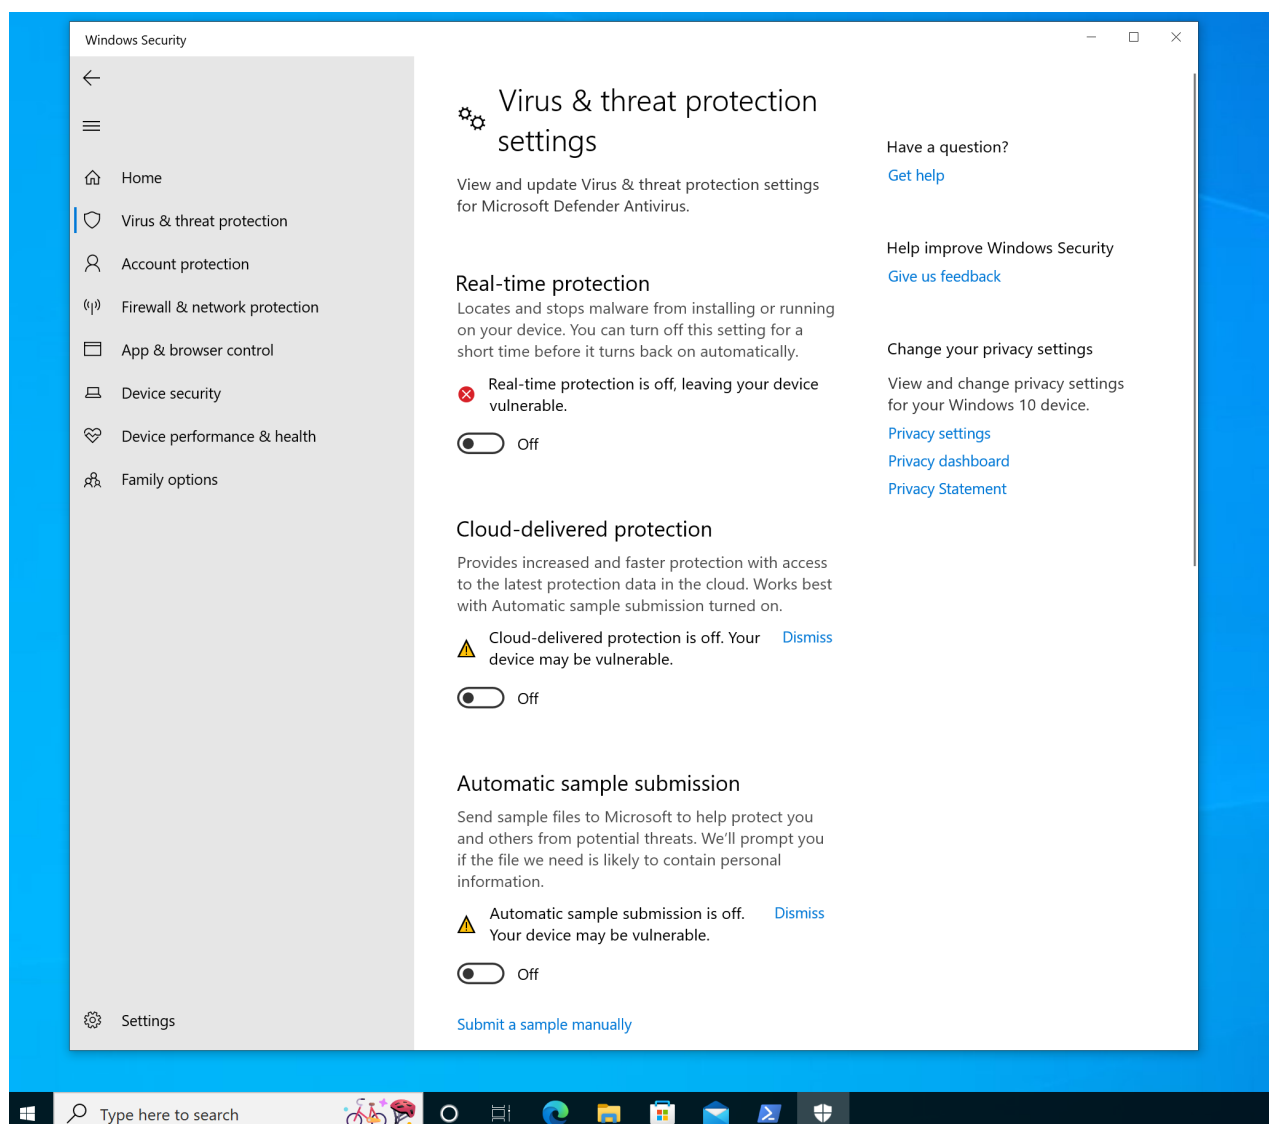 Windows Security
Home
Virus & threat protection
Account protection
Firewall & network protection
App & browser control
Device security
Device performance & health
Family options
Settings
Virus & threat protection
settings
View and update Virus & threat protection settings
for Microsoft Defender Antivirus.
Real-time protection
Locates and stops malware from installing or running
on your device. You can turn off this setting for a
short time before it turns back on automatically.
Real-time protection is off, leaving your device
vulnerable.
Off
Cloud-delivered protection
Provides increased and faster protection with access
to the latest protection data in the cloud. Works best
with Automatic sample submission turned on.
Cloud-delivered protection is off. Your
device may be vulnerable.
Dismiss
Off
Automatic sample submission
Send sample files to Microsoft to help protect you
and others from potential threats. We'll prompt you
if the file we need is likely to contain personal
information.
Automatic sample submission is off.
Your device may be vulnerable.
Dismiss
Off
Submit a sample manually
Have a question?
Get help
Help improve Windows Security
Give us feedback
Change your privacy settings
View and change privacy settings
for your Windows 10 device.
Privacy settings
Privacy dashboard
Privacy Statement
Type here to search